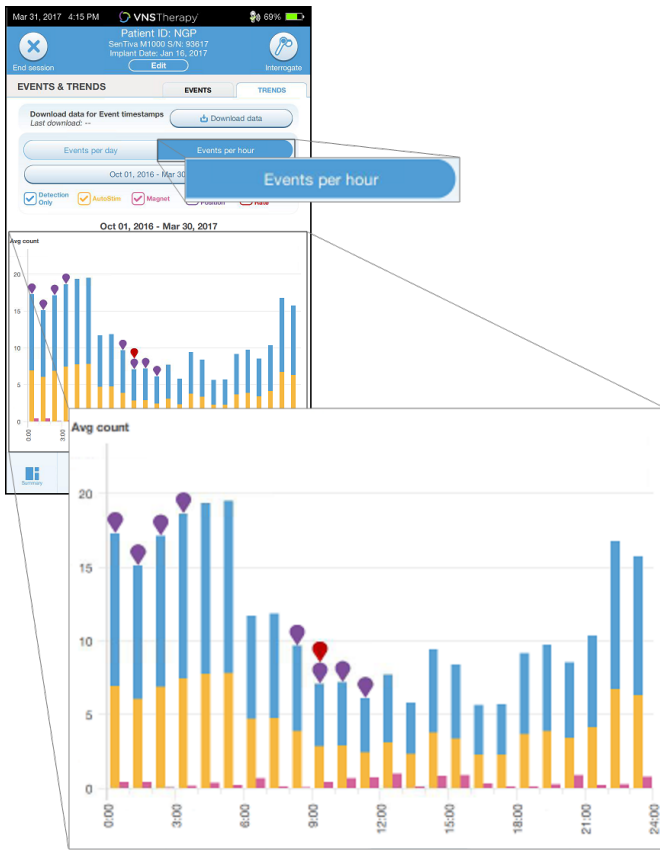 Mar 31, 2017 4:15 PM VNSTherapy 69%
Patient ID: NGP
SenTiva M1000 S/N: 93617
Implant Date: Jan 16, 2017
End session Edit Interrogate
EVENTS & TRENDS EVENTS TRENDS
Download data for Event timestamps
Last download: --
Download data
Events per day Events per hour
Events per hour
Oct 01, 2016 - Mar 30
Detection Only AutoStim Magnet Position Rate
Oct 01, 2016 - Mar 30, 2017
Avg count
20
15
10
5
0
0:00 3:00
Summary
Avg count
20
15
10
5
0
0:00 3:00 6:00 9:00 12:00 15:00 18:00 21:00 24:00